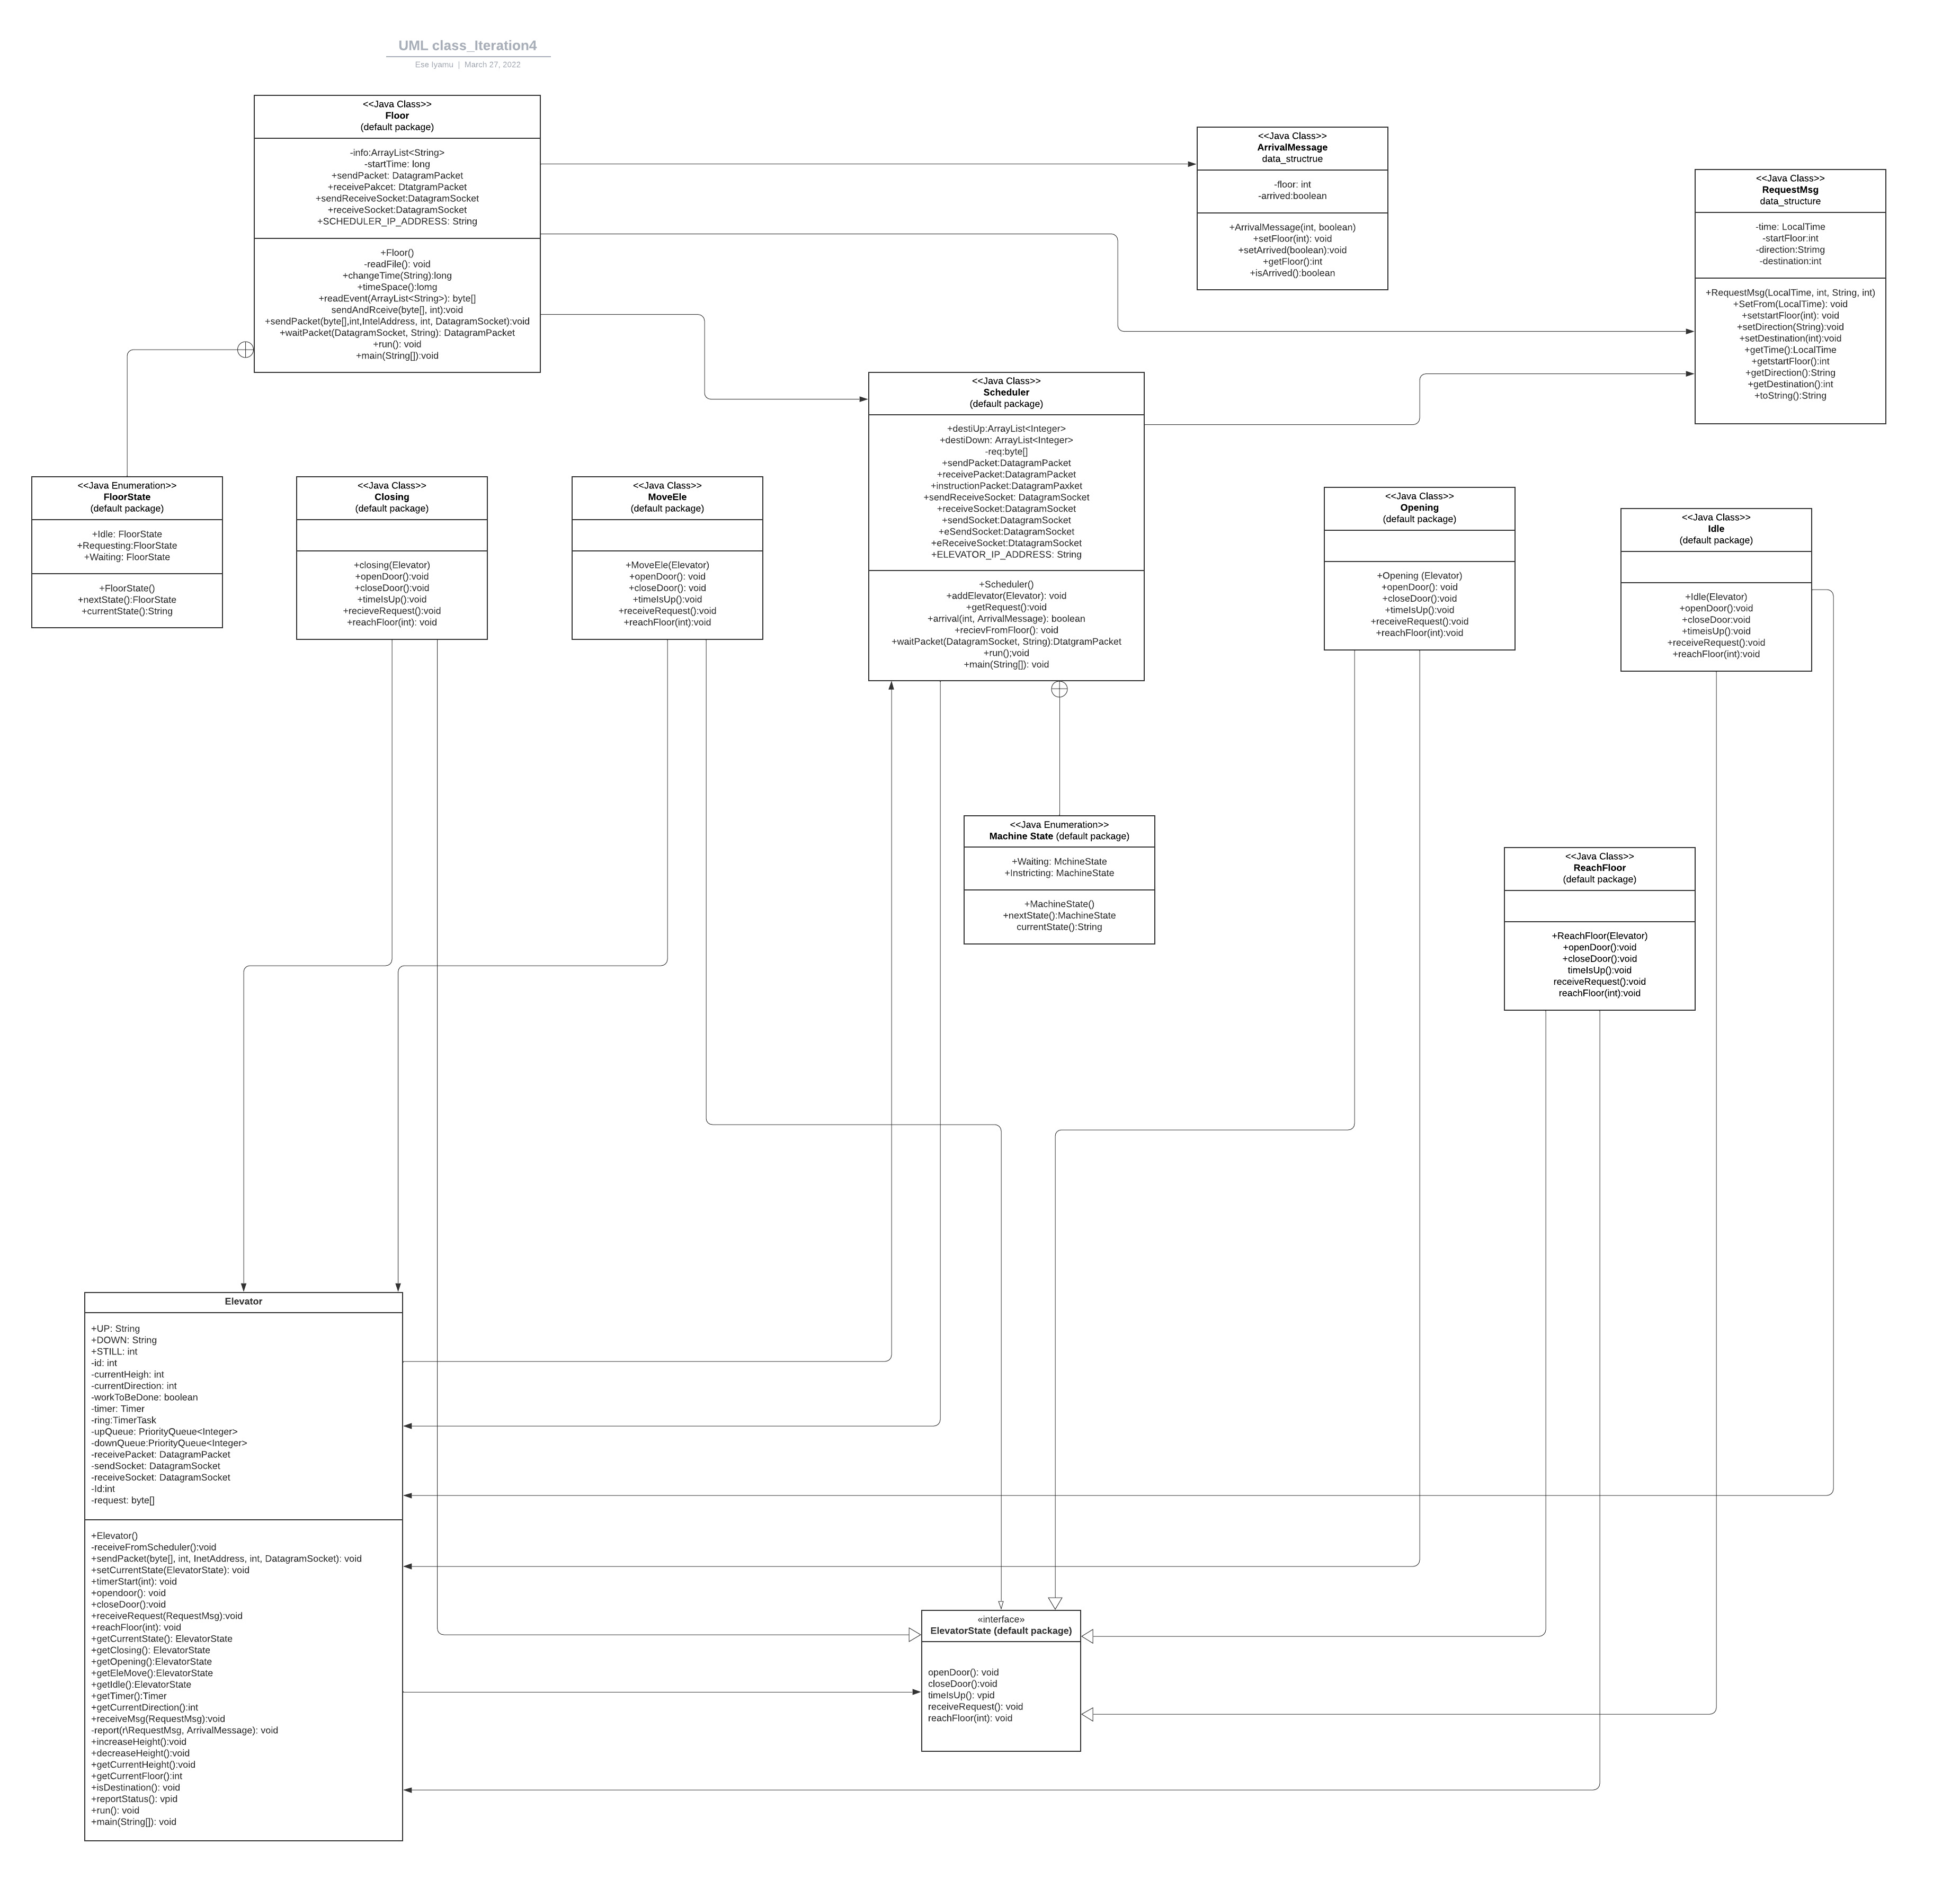 UML class_Iteration4
Ese Iyamu | March 27, 2022
<<Java Class>>
Floor
(default package)
-info:ArrayList<String>
-startTime: long
+sendPacket: DatagramPacket
+receivePakcet: DtatgramPacket
+sendReceiveSocket:DatagramSocket
+receiveSocket:DatagramSocket
+SCHEDULER_IP_ADDRESS: String
+Floor()
-readFile(): void
+changeTime(String):long
+timeSpace():lomg
+readEvent(ArrayList<String>): byte[]
sendAndRceive(byte[], int):void
+sendPacket(byte[],int,IntelAddress, int, DatagramSocket):void
+waitPacket(DatagramSocket, String): DatagramPacket
+run(): void
+main(String[]):void
<<Java Class>>
ArrivalMessage
data_structrue
-floor: int
-arrived:boolean
+ArrivalMessage(int, boolean)
+setFloor(int): void
+setArrived(boolean):void
+getFloor():int
+isArrived():boolean
<<Java Class>>
RequestMsg
data_structure
-time: LocalTime
-startFloor:int
-direction:Strimg
-destination:int
+RequestMsg(LocalTime, int, String, int)
+SetFrom(LocalTime): void
+setstartFloor(int): void
+setDirection(String):void
+setDestination(int):void
+getTime():LocalTime
+getstartFloor():int
+getDirection():String
+getDestination():int
+toString():String
<<Java Enumeration>>
FloorState
(default package)
+Idle: FloorState
+Requesting:FloorState
+Waiting: FloorState
+FloorState()
+nextState():FloorState
+currentState():String
<<Java Class>>
Closing
(default package)
+closing(Elevator)
+openDoor():void
+closeDoor():void
+timeIsUp():void
+recieveRequest():void
+reachFloor(int): void
<<Java Class>>
MoveEle
(default package)
+MoveEle(Elevator)
+openDoor(): void
+closeDoor(): void
+timeIsUp():void
+receiveRequest():void
+reachFloor(int):void
<<Java Class>>
Scheduler
(default package)
+destiUp:ArrayList<Integer>
+destiDown: ArrayList<Integer>
-req:byte[]
+sendPacket:DatagramPacket
+receivePacket:DatagramPacket
+instructionPacket:DatagramPaxket
+sendReceiveSocket: DatagramSocket
+receiveSocket:DatagramSocket
+sendSocket:DatagramSocket
+eSendSocket:DatagramSocket
+eReceiveSocket:DtatagramSocket
+ELEVATOR_IP_ADDRESS: String
+Scheduler()
+addElevator(Elevator): void
+getRequest():void
+arrival(int, ArrivalMessage): boolean
+recievFromFloor(): void
+waitPacket(DatagramSocket, String):DtatgramPacket
+run();void
+main(String[]): void
<<Java Class>>
Opening
(default package)
+Opening (Elevator)
+openDoor(): void
+closeDoor():void
+timeIsUp():void
+receiveRequest():void
+reachFloor(int):void
<<Java Class>>
Idle
(default package)
+Idle(Elevator)
+openDoor():void
+closeDoor:void
+timeisUp():void
+receiveRequest():void
+reachFloor(int):void
<<Java Enumeration>>
Machine State (default package)
+Waiting: MchineState
+Instricting: MachineState
+MachineState()
+nextState():MachineState
currentState():String
<<Java Class>>
ReachFloor
(default package)
+ReachFloor(Elevator)
+openDoor():void
+closeDoor():void
timeIsUp():void
receiveRequest():void
reachFloor(int):void
Elevator
+UP: String
+DOWN: String
+STILL: int
-id: int
-currentHeigh: int
-currentDirection: int
-workToBeDone: boolean
-timer: Timer
-ring:TimerTask
-upQueue: PriorityQueue<Integer>
-downQueue:PriorityQueue<Integer>
-receivePacket: DatagramPacket
-sendSocket: DatagramSocket
-receiveSocket: DatagramSocket
-Id:int
-request: byte[]
+Elevator()
-receiveFromScheduler():void
+sendPacket(byte[], int, InetAddress, int, DatagramSocket): void
+setCurrentState(ElevatorState): void
+timerStart(int): void
+opendoor(): void
+closeDoor():void
+receiveRequest(RequestMsg):void
+reachFloor(int): void
+getCurrentState(): ElevatorState
+getClosing(): ElevatorState
+getOpening():ElevatorState
+getEleMove():ElevatorState
+getIdle():ElevatorState
+getTimer():Timer
+getCurrentDirection():int
+receiveMsg(RequestMsg):void
-report(r\RequestMsg, ArrivalMessage): void
+increaseHeight():void
+decreaseHeight():void
+getCurrentHeight():void
+getCurrentFloor():int
+isDestination(): void
+reportStatus(): vpid
+run(): void
+main(String[]): void
«interface»
ElevatorState (default package)
openDoor(): void
closeDoor():void
timeIsUp(): vpid
receiveRequest(): void
reachFloor(int): void